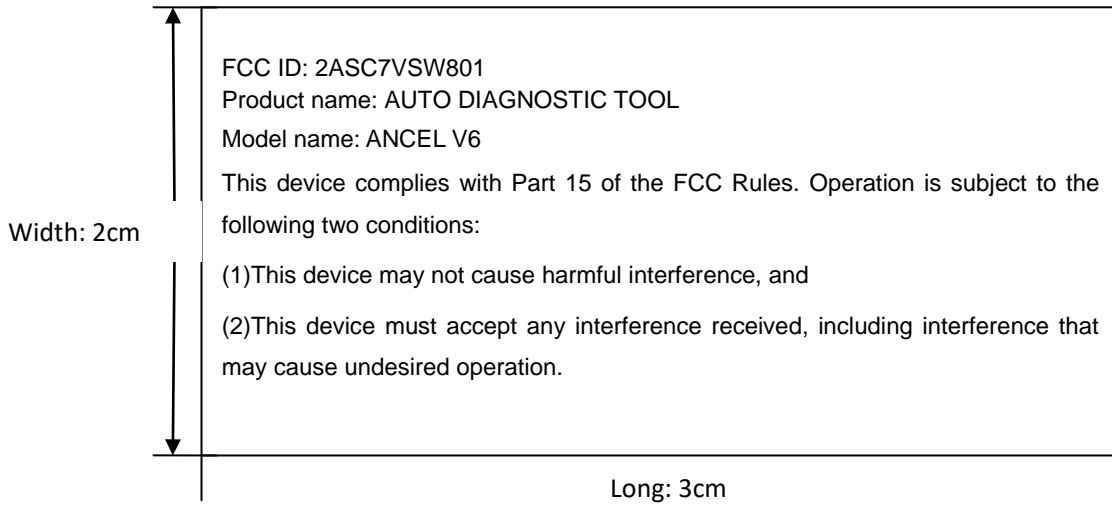 FCC ID: 2ASC7VSW801
Product name: AUTO DIAGNOSTIC TOOL
Model name: ANCEL V6
This device complies with Part 15 of the FCC Rules. Operation is subject to the
following two conditions:
(1)This device may not cause harmful interference, and
(2)This device must accept any interference received, including interference that
may cause undesired operation.
Width: 2cm
Long: 3cm